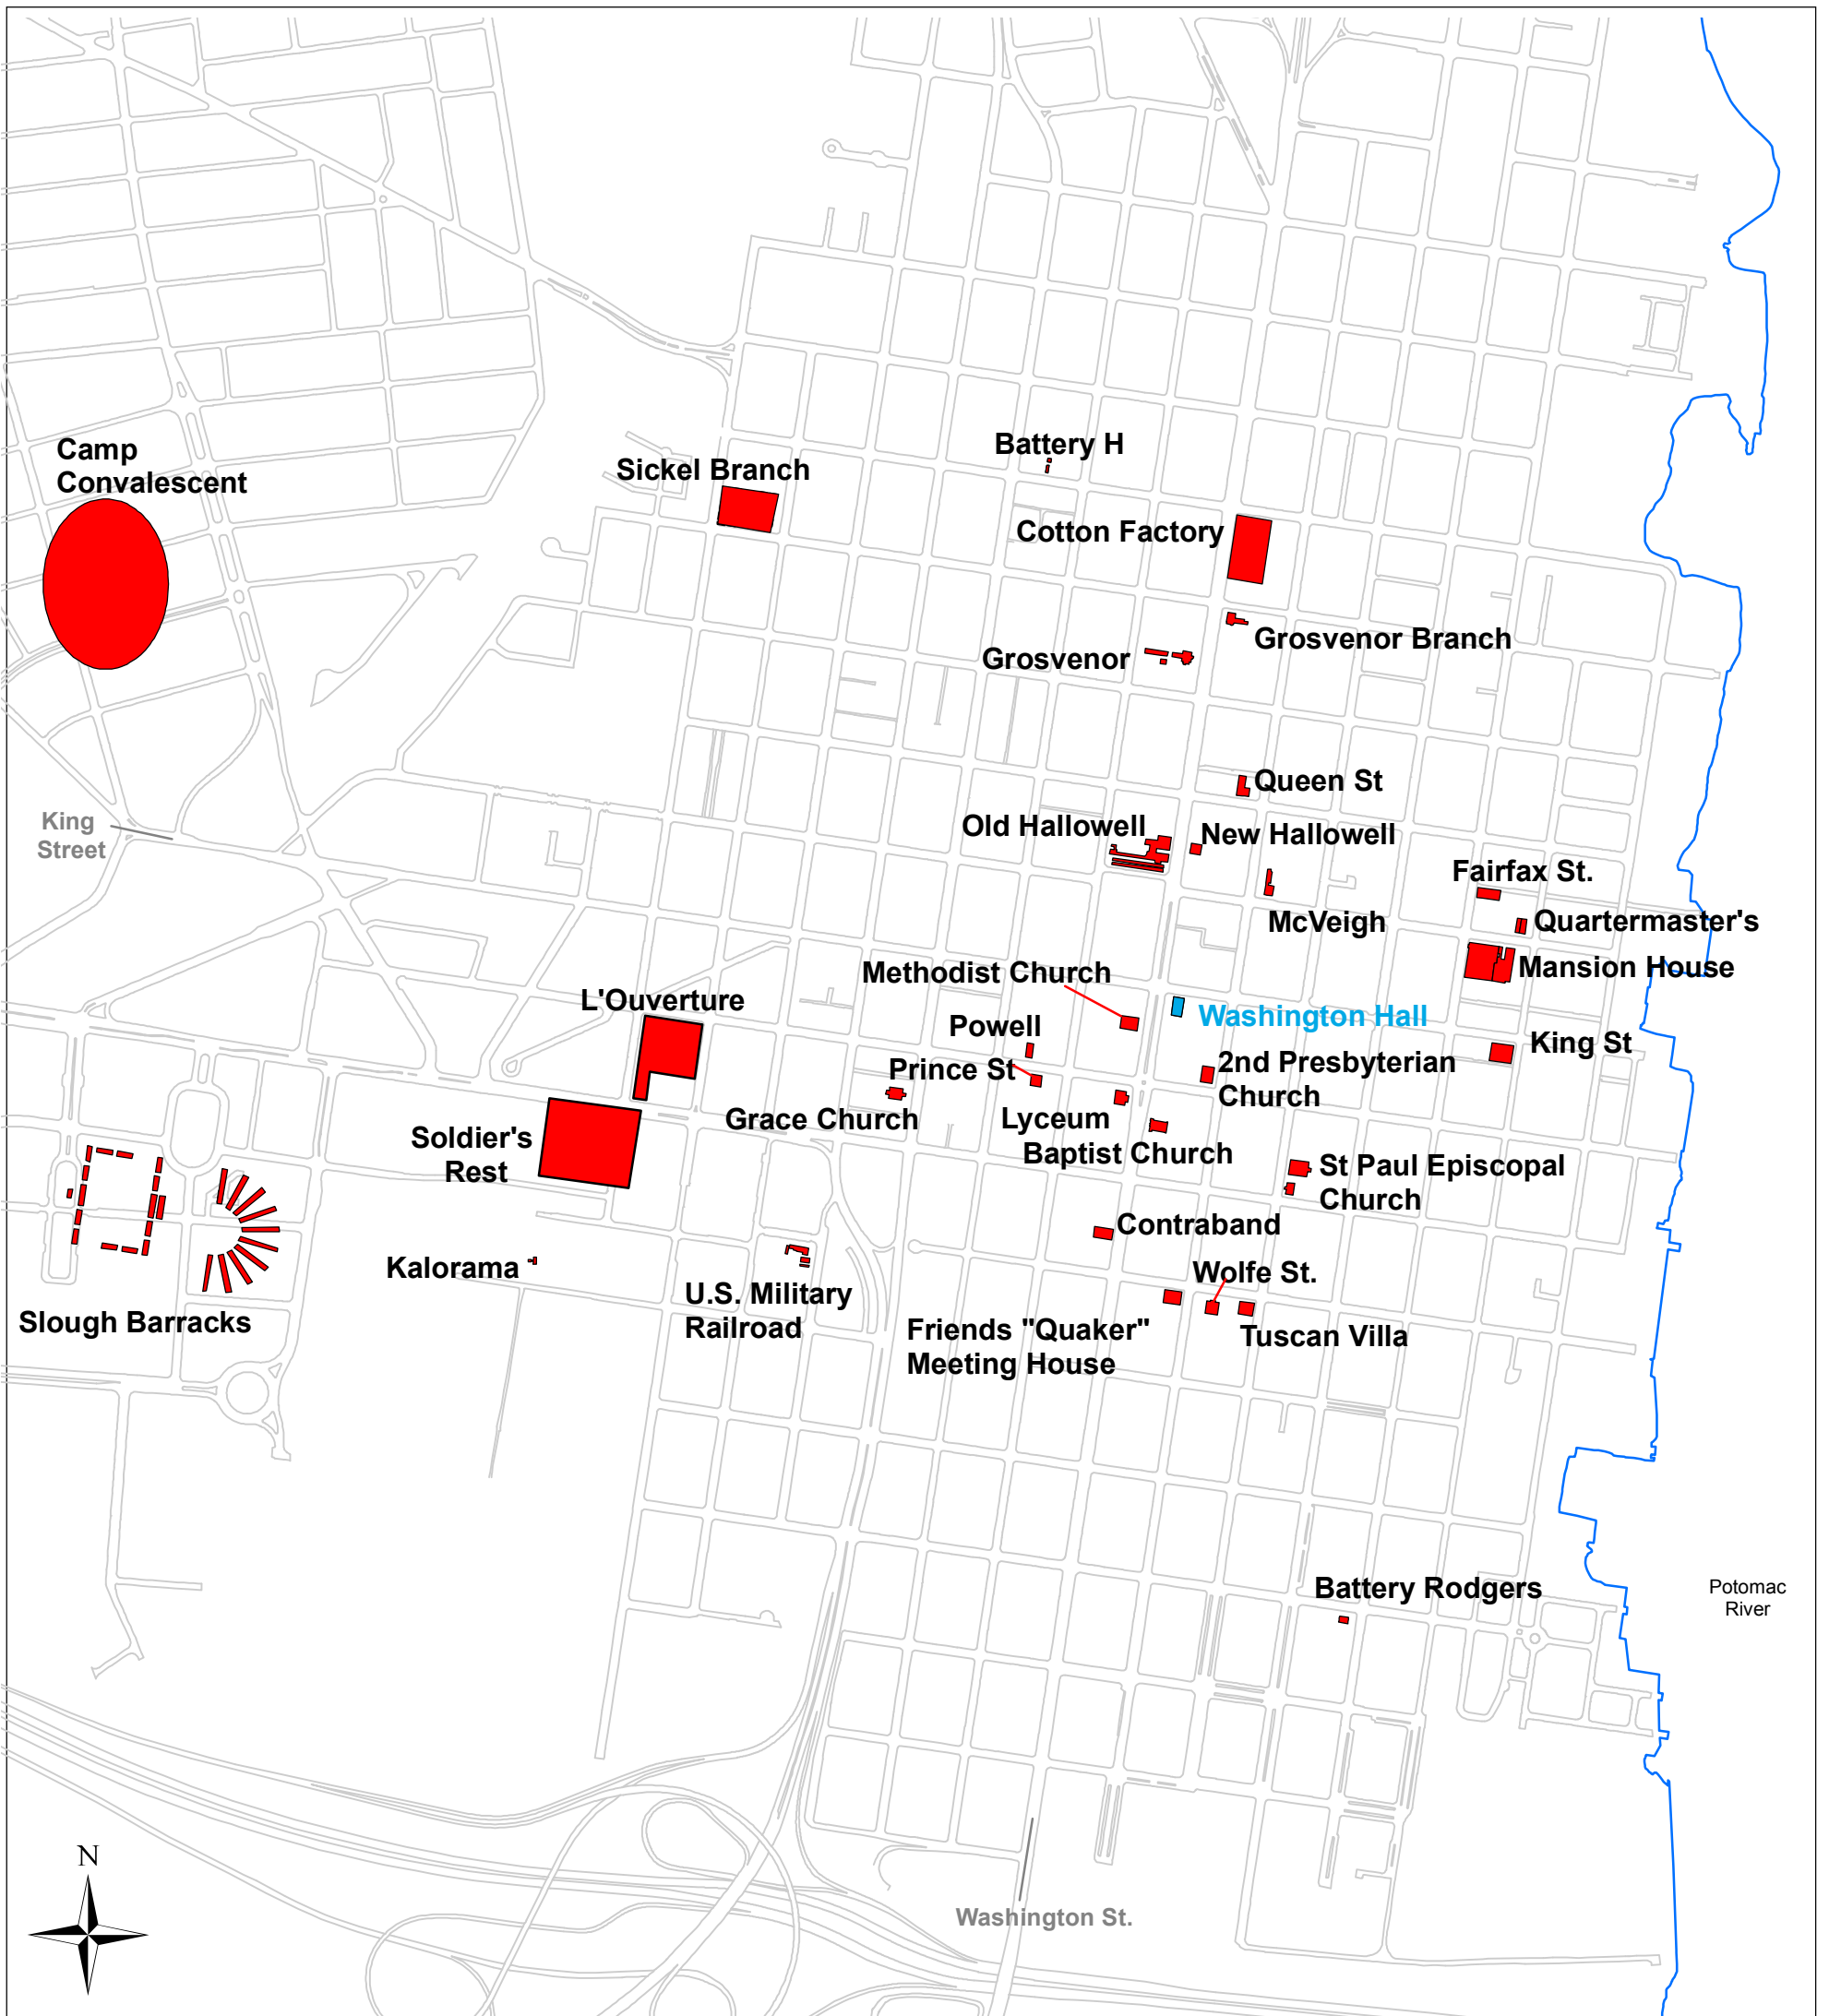 Camp
Convalescent
Battery H
Sickel Branch
Cotton Factory
Grosvenor Branch
Grosvenor
Queen St
King
Street
Old Hallowell
New Hallowell
Fairfax St.
McVeigh
Quartermaster's
Methodist Church
Mansion House
L'Ouverture
Washington Hall
Powell
King St
Prince St
2nd Presbyterian
Church
Grace Church
Lyceum
Soldier's
Rest
Baptist Church
St Paul Episcopal
Church
Contraband
Kalorama
Wolfe St.
U.S. Military
Railroad
Slough Barracks
Friends "Quaker"
Meeting House
Tuscan Villa
Battery Rodgers
Potomac
River
N
Washington St.